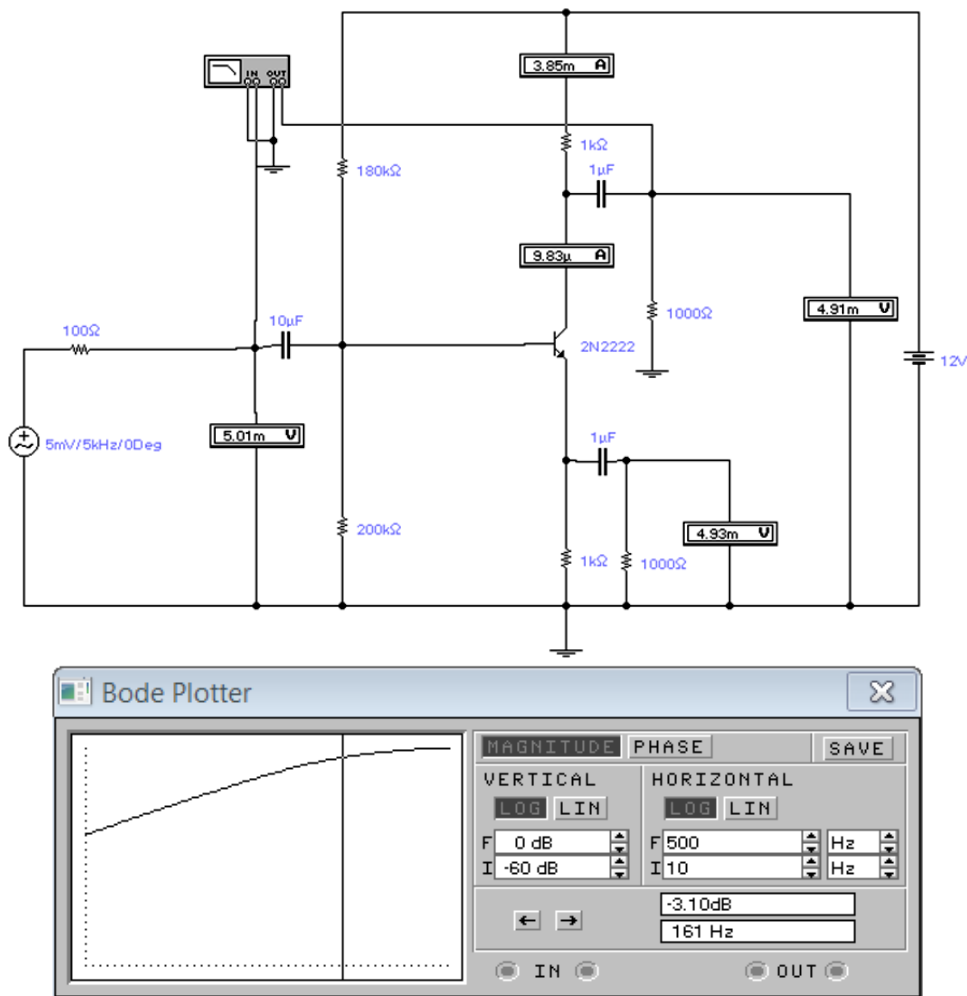 3.85m A
IN OUT
1kΩ
180kΩ
1μF
9.83μ A
10μF
1000Ω
4.91m V
100Ω
2N2222
12V
5.01m V
5mV/5kHz/0Deg
1μF
200kΩ
4.93m V
1kΩ
1000Ω
Bode Plotter
MAGNITUDE PHASE SAVE
VERTICAL HORIZONTAL
LOG LIN LOG LIN
F 0 dB F 500 Hz
I -60 dB I 10 Hz
← → -3.10dB
161 Hz
IN OUT